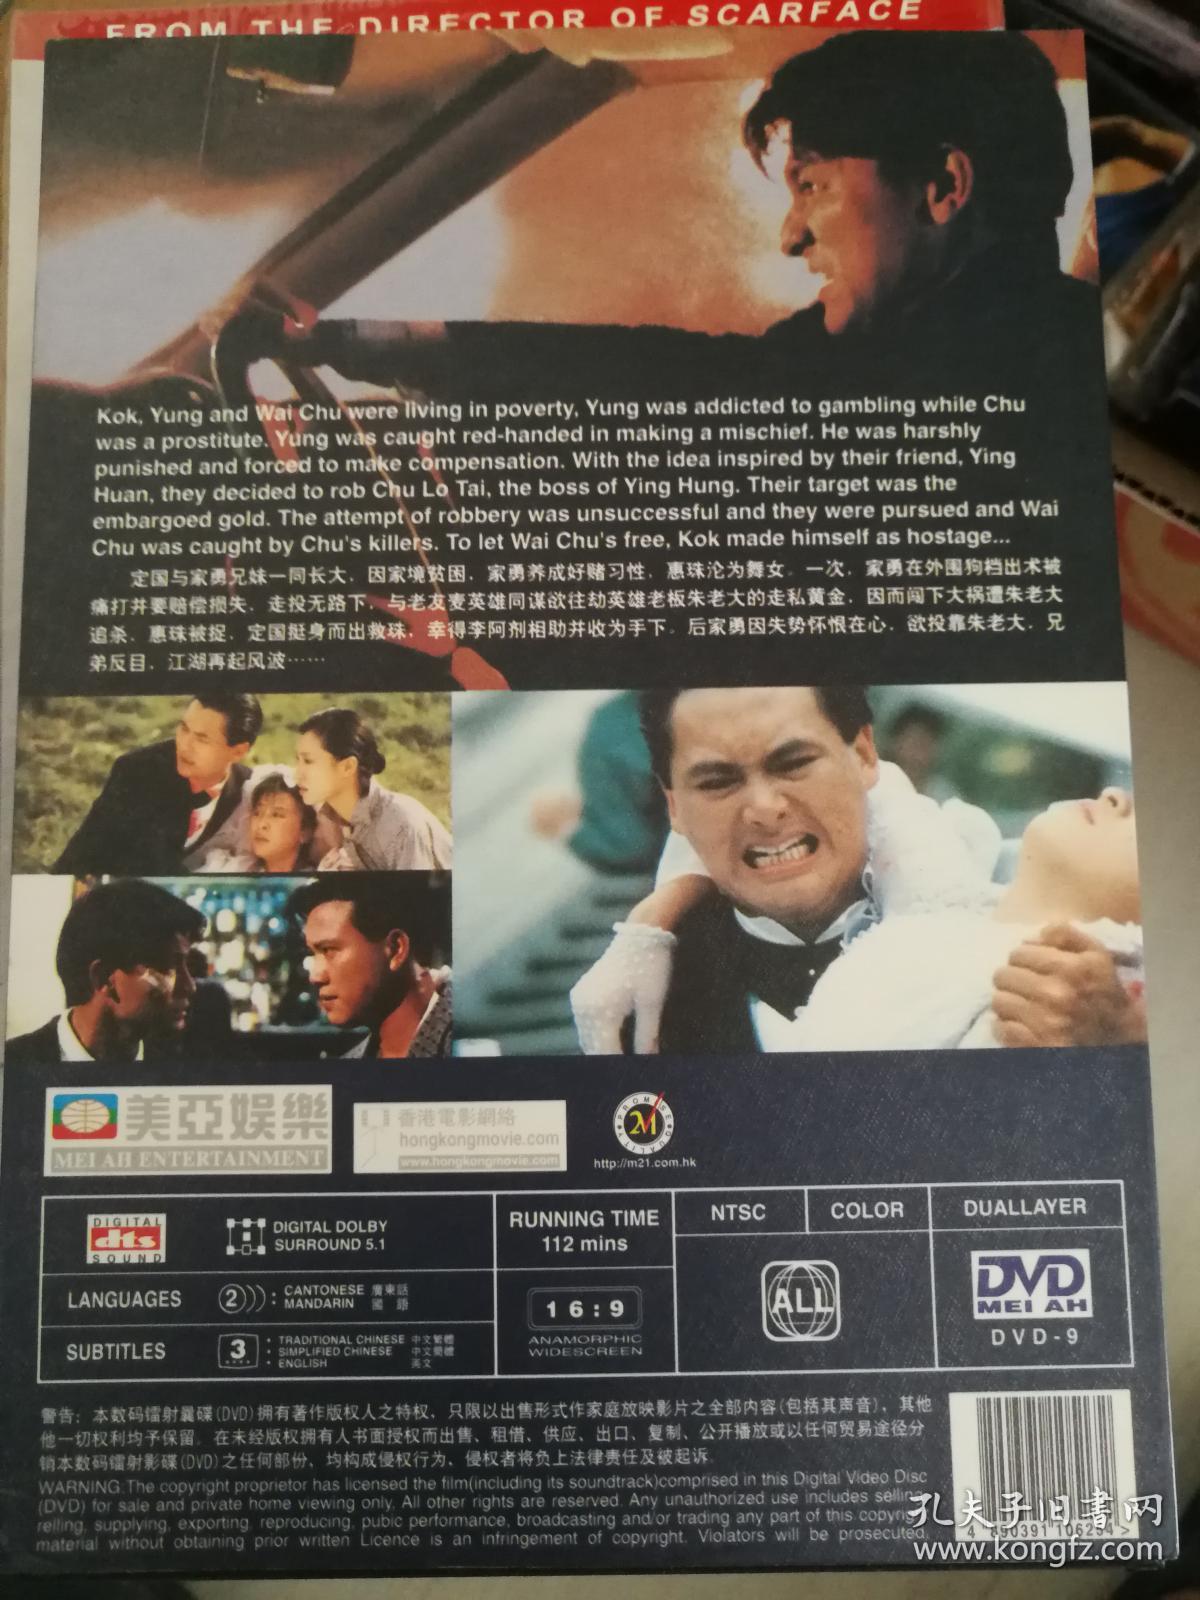 FROM THE DIRECTOR OF SCARFACE
Kok, Yung and Wai Chu were living in poverty, Yung was addicted to gambling while Chu
was a prostitute. Yung was caught red-handed in making a mischief. He was harshly
punished and forced to make compensation. With the idea inspired by their friend, Ying
Huan, they decided to rob Chu Lo Tai, the boss of Ying Hung. Their target was the
embargoed gold. The attempt of robbery was unsuccessful and they were pursued and Wai
Chu was caught by Chu's killers. To let Wai Chu's free, Kok made himself as hostage...
定国与家勇兄妹一同长大，因家境贫困，家勇养成好赌习性，惠珠沦为舞女。一次，家勇在外围狗档出术被
痛打并要赔偿损失，走投无路下，与老友麦英雄同谋欲往劫英雄老板朱老大的走私黄金，因而闯下大祸遭朱老大
追杀，惠珠被捉，定国挺身而出救珠，幸得李阿剂相助并收为手下。后家勇因失势怀恨在心，欲投靠朱老大，兄
弟反目，江湖再起风波……
美亞娛樂
MEI AH ENTERTAINMENT
香港電影網絡
hongkongmovie.com
www.hongkongmovie.com
PROMISE QUALITY
http://m21.com.hk
DIGITAL
dts
SOUND
DIGITAL DOLBY
SURROUND 5.1
RUNNING TIME
112 mins
NTSC
COLOR
DUALLAYER
LANGUAGES
2
CANTONESE 廣東話
MANDARIN 國語
16:9
ANAMORPHIC
WIDESCREEN
ALL
DVD
MEI AH
DVD-9
SUBTITLES
3
TRADITIONAL CHINESE 中文繁體
SIMPLIFIED CHINESE 中文簡體
ENGLISH 英文
警告：本数码镭射曩碟(DVD)拥有著作版权人之特权，只限以出售形式作家庭放映影片之全部内容(包括其声音)，其他
他一切权利均予保留。在未经版权拥有人书面授权而出售、租借、供应、出口、复制、公开播放或以任何贸易途径分
销本数码镭射影碟(DVD)之任何部份、均构成侵权行为、侵权者将负上法律责任及被起诉。
WARNING:The copyright proprietor has licensed the film(including its soundtrack)comprised in this Digital Video Disc
(DVD) for sale and private home viewing only, All other rights are reserved. Any unauthorized use includes selling,
relling, supplying, exporting, reproducing, pubic performance, broadcasting and/or trading any part of this copyright
material without obtaining prior written Licence is an infringement of copyright. Violators will be prosecuted.
4 890391 106254 >
孔夫子旧書网
www.kongfz.com